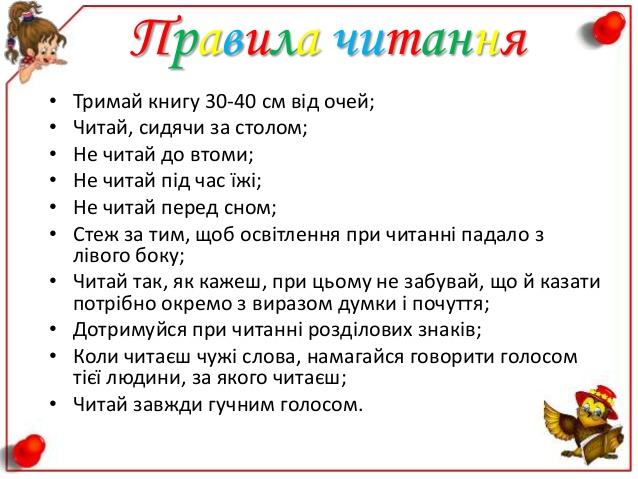 Правила читання
• Тримай книгу 30-40 см від очей;
• Читай, сидячи за столом;
• Не читай до втоми;
• Не читай під час їжі;
• Не читай перед сном;
• Стеж за тим, щоб освітлення при читанні падало з
лівого боку;
• Читай так, як кажеш, при цьому не забувай, що й казати
потрібно окремо з виразом думки і почуття;
• Дотримуйся при читанні розділових знаків;
• Коли читаєш чужі слова, намагайся говорити голосом
тієї людини, за якого читаєш;
• Читай завжди гучним голосом.